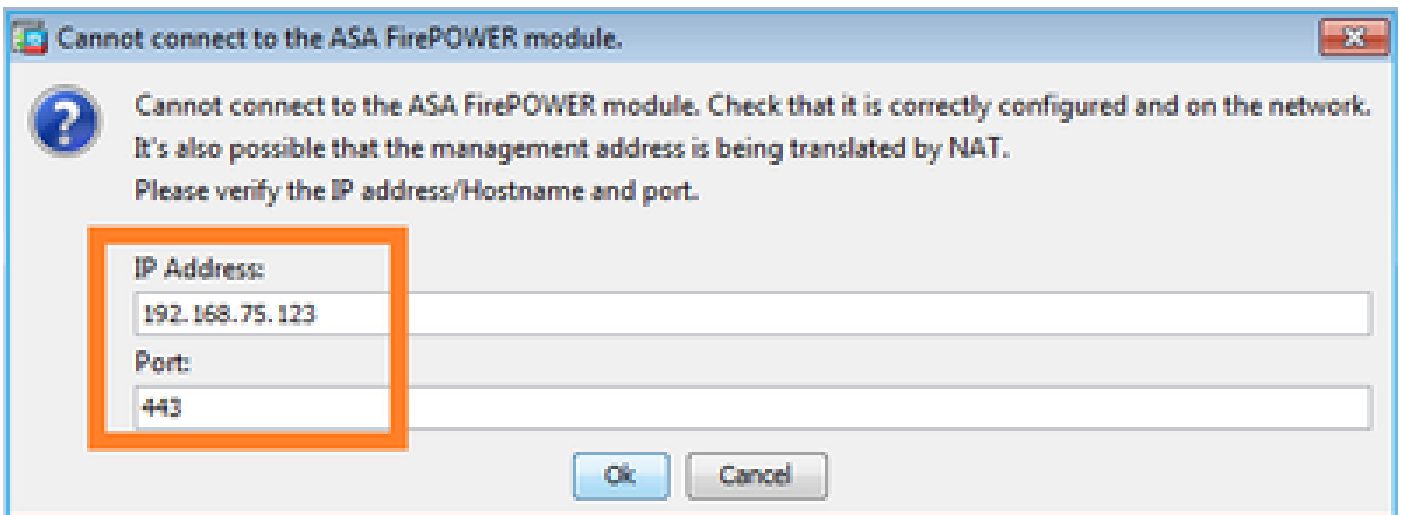 Cannot connect to the ASA FirePOWER module.
Cannot connect to the ASA FirePOWER module. Check that it is correctly configured and on the network.
It's also possible that the management address is being translated by NAT.
Please verify the IP address/Hostname and port.
IP Address:
192.168.75.123
Port:
443
Ok
Cancel